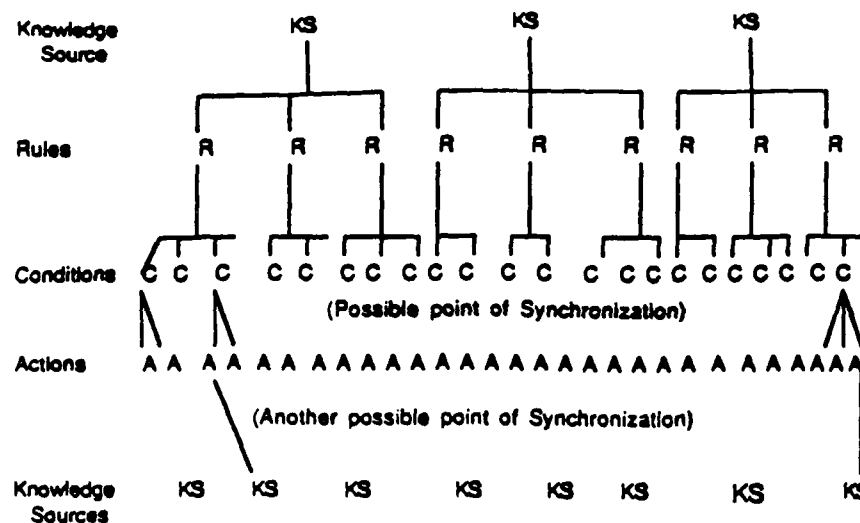 Knowledge Source KS KS KS
Rules R R R R R R R R R
Conditions C C C C C C C C C C C C C C C C C C C C C C
(Possible point of Synchronization)
Actions A A A A A A A A A A A A A A A A A A A A A A A A A A A A A
(Another possible point of Synchronization)
Knowledge Sources KS KS KS KS KS KS KS KS